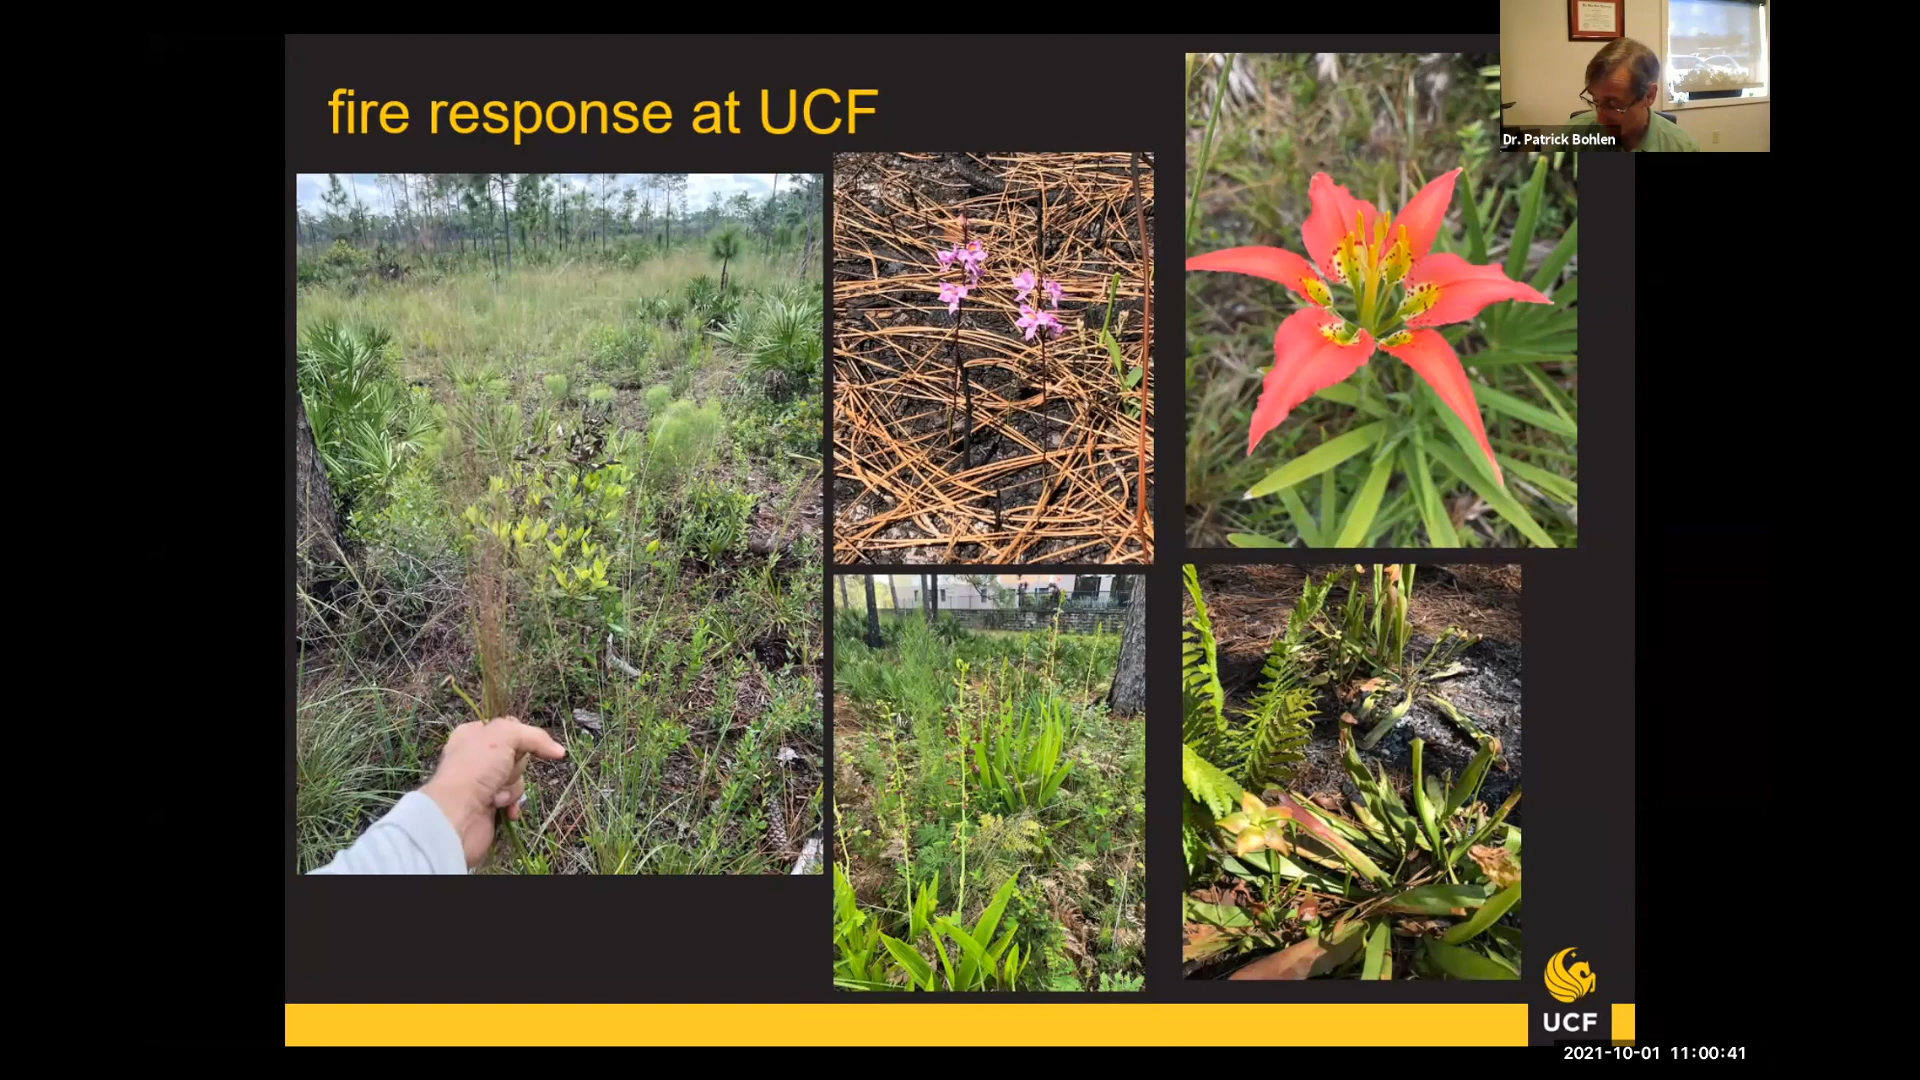 fire response at UCF
Dr. Patrick Bohlen
UCF
2021-10-01 11:00:41